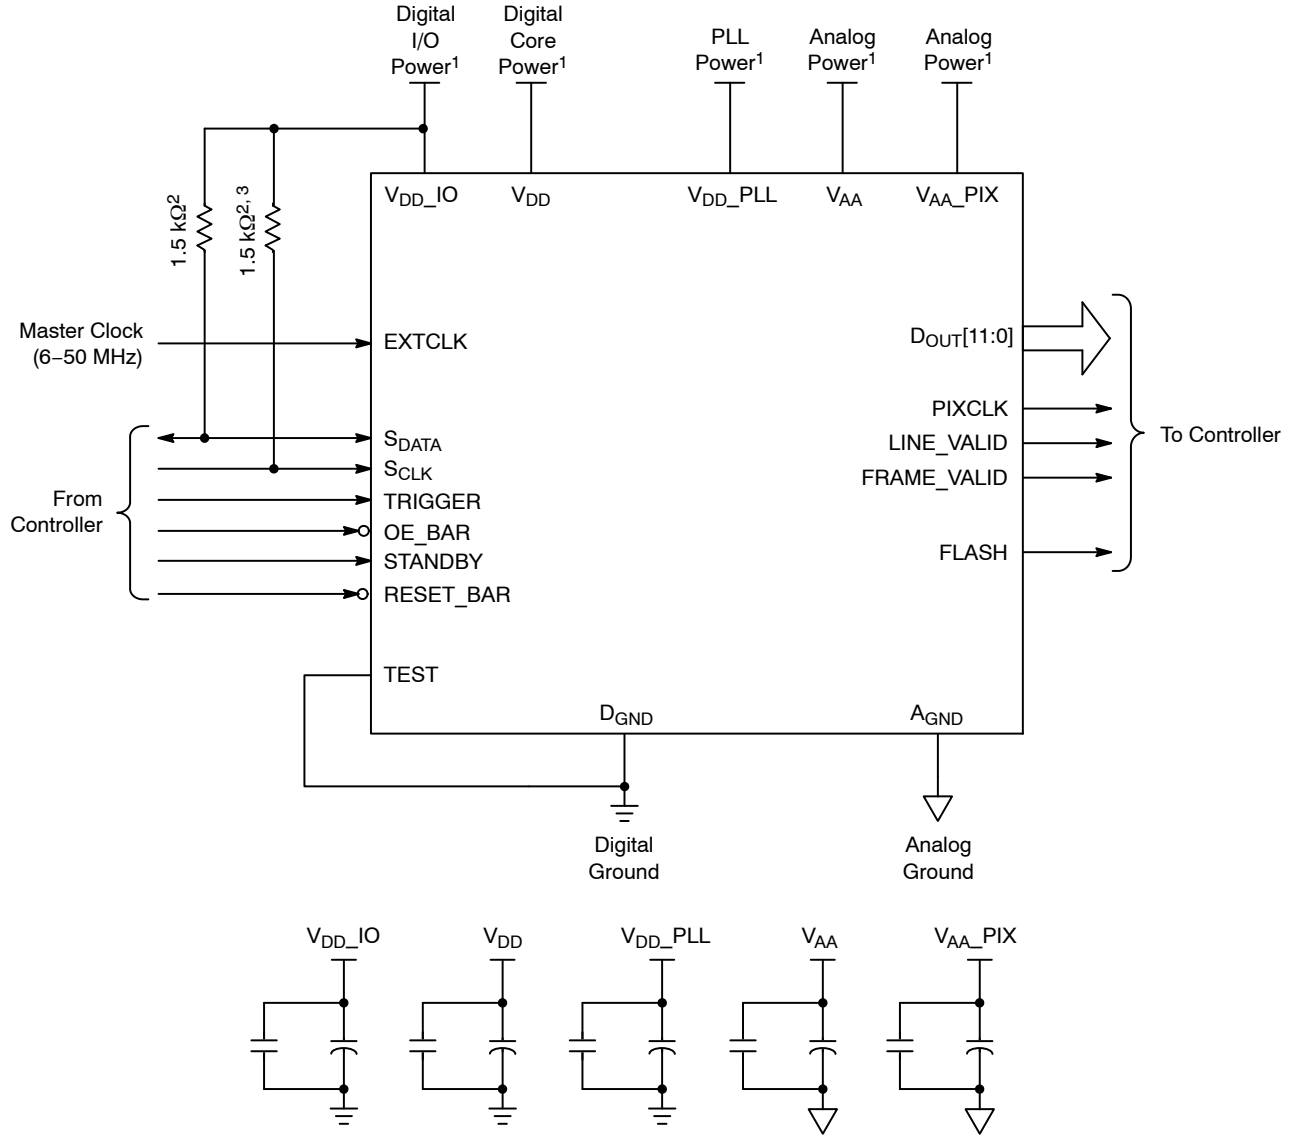 Digital
I/O
Power1
Digital
Core
Power1
PLL
Power1
Analog
Power1
Analog
Power1
VDD_IO
VDD
VDD_PLL
VAA
VAA_PIX
1.5 kΩ2
1.5 kΩ2, 3
Master Clock
(6–50 MHz)
EXTCLK
DOUT[11:0]
PIXCLK
LINE_VALID
FRAME_VALID
FLASH
To Controller
From
Controller
SDATA
SCLK
TRIGGER
OE_BAR
STANDBY
RESET_BAR
TEST
DGND
AGND
Digital
Ground
Analog
Ground
VDD_IO
VDD
VDD_PLL
VAA
VAA_PIX